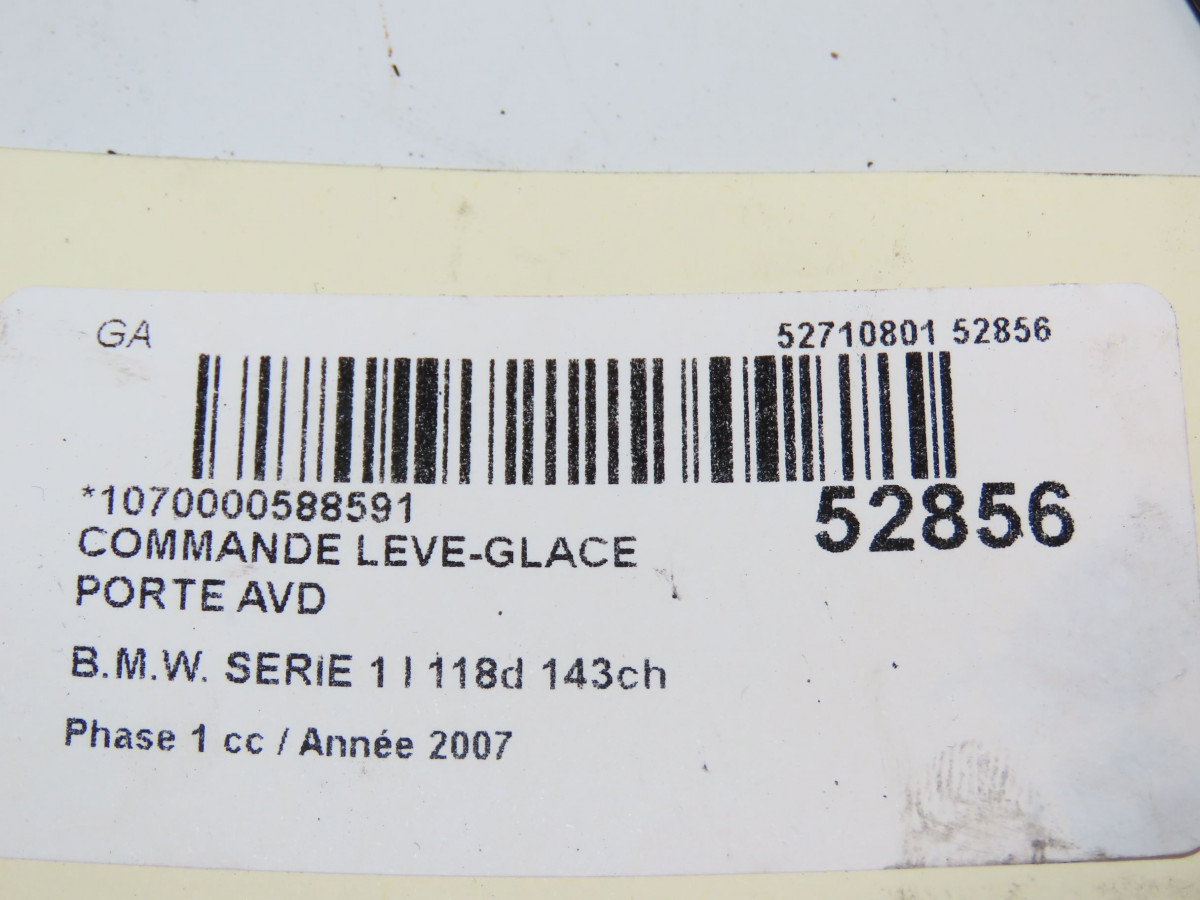 GA
52710801 52856
*1070000588591
52856
COMMANDE LEVE-GLACE
PORTE AVD
B.M.W. SERIE 1 I 118d 143ch
Phase 1 cc / Année 2007